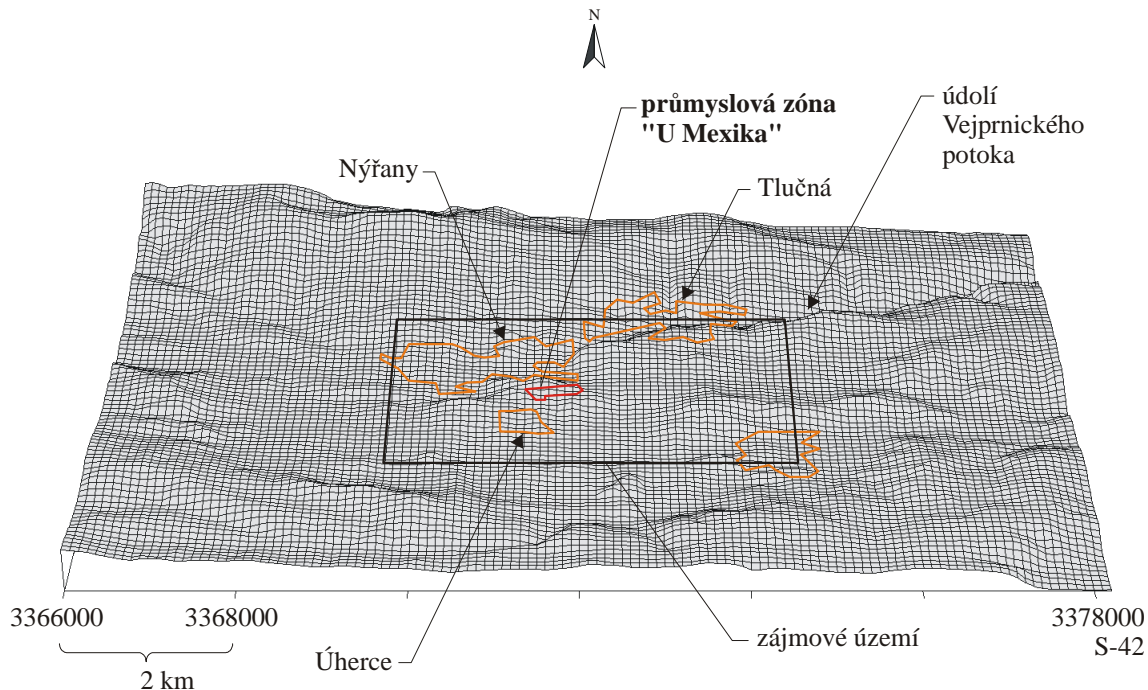 N
průmyslová zóna
"U Mexika"
údolí
Vejprnického
potoka
Nýřany
Tlučná
3366000
3368000
3378000
S-42
2 km
Úherce
zájmové území